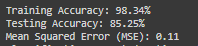 Training Accuracy: 98.34%
Testing Accuracy: 85.25%
Mean Squared Error (MSE): 0.11